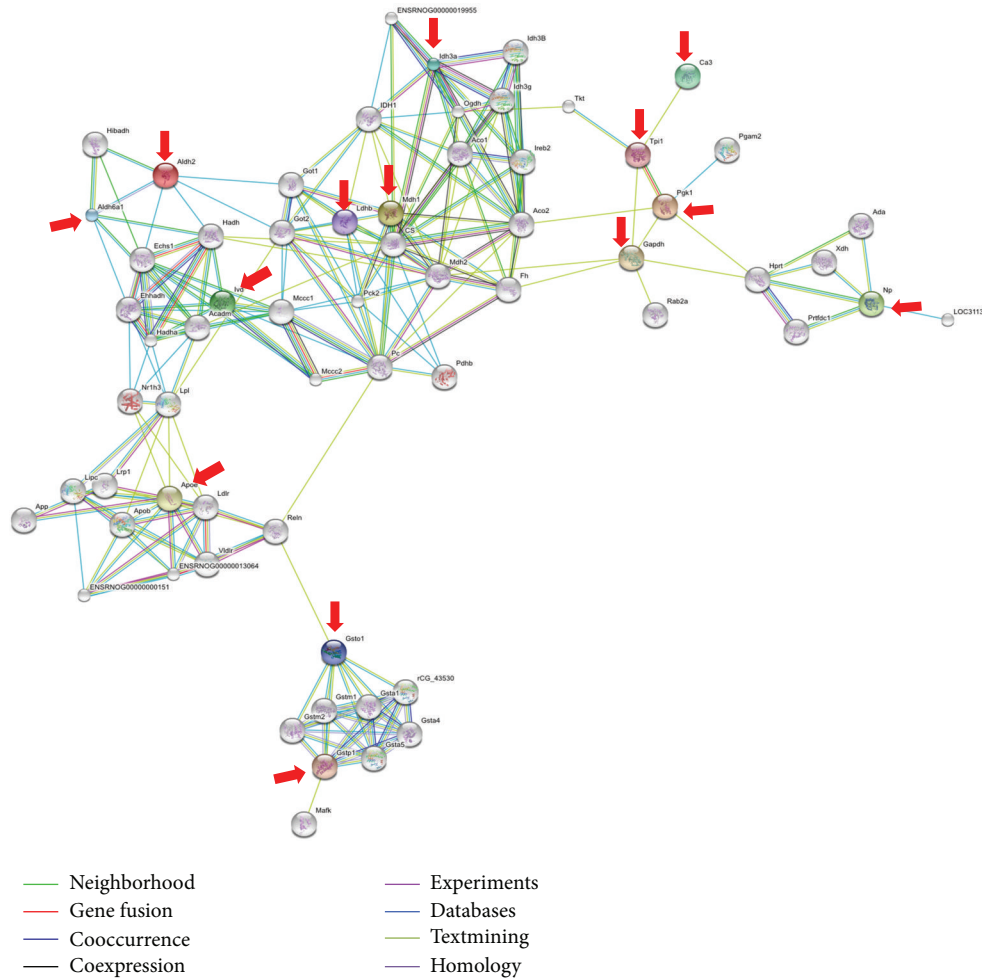 ENSRNOG00000019955
Idh3a
Idh3B
Ca3
Idh3g
IDH1
Ogdh
Tkt
Hibadh
Aldh2
Tpi1
Pgam2
Aco1
Ireb2
Got1
Mdh1
Pgk1
Aldh6a1
Ldhb
Ada
Hadh
Got2
CS
Aco2
Echs1
Gapdh
Xdh
Hprt
Mdh2
Fh
Ivd
Np
Ehhadh
Mccc1
Pck2
Acadm
Rab2a
Prtfdc1
LOC3113
Hadha
Pc
Pdhb
Mccc2
Nr1h3
Lpl
Lrp1
Lipc
Apoe
Ldlr
App
Apob
Reln
Vldlr
ENSRNOG00000013064
ENSRNOG00000000151
Gsto1
rCG_43530
Gstm1
Gsta1
Gstm2
Gsta4
Gsta5
Gstp1
Mafk
Neighborhood
Gene fusion
Cooccurrence
Coexpression
Experiments
Databases
Textmining
Homology